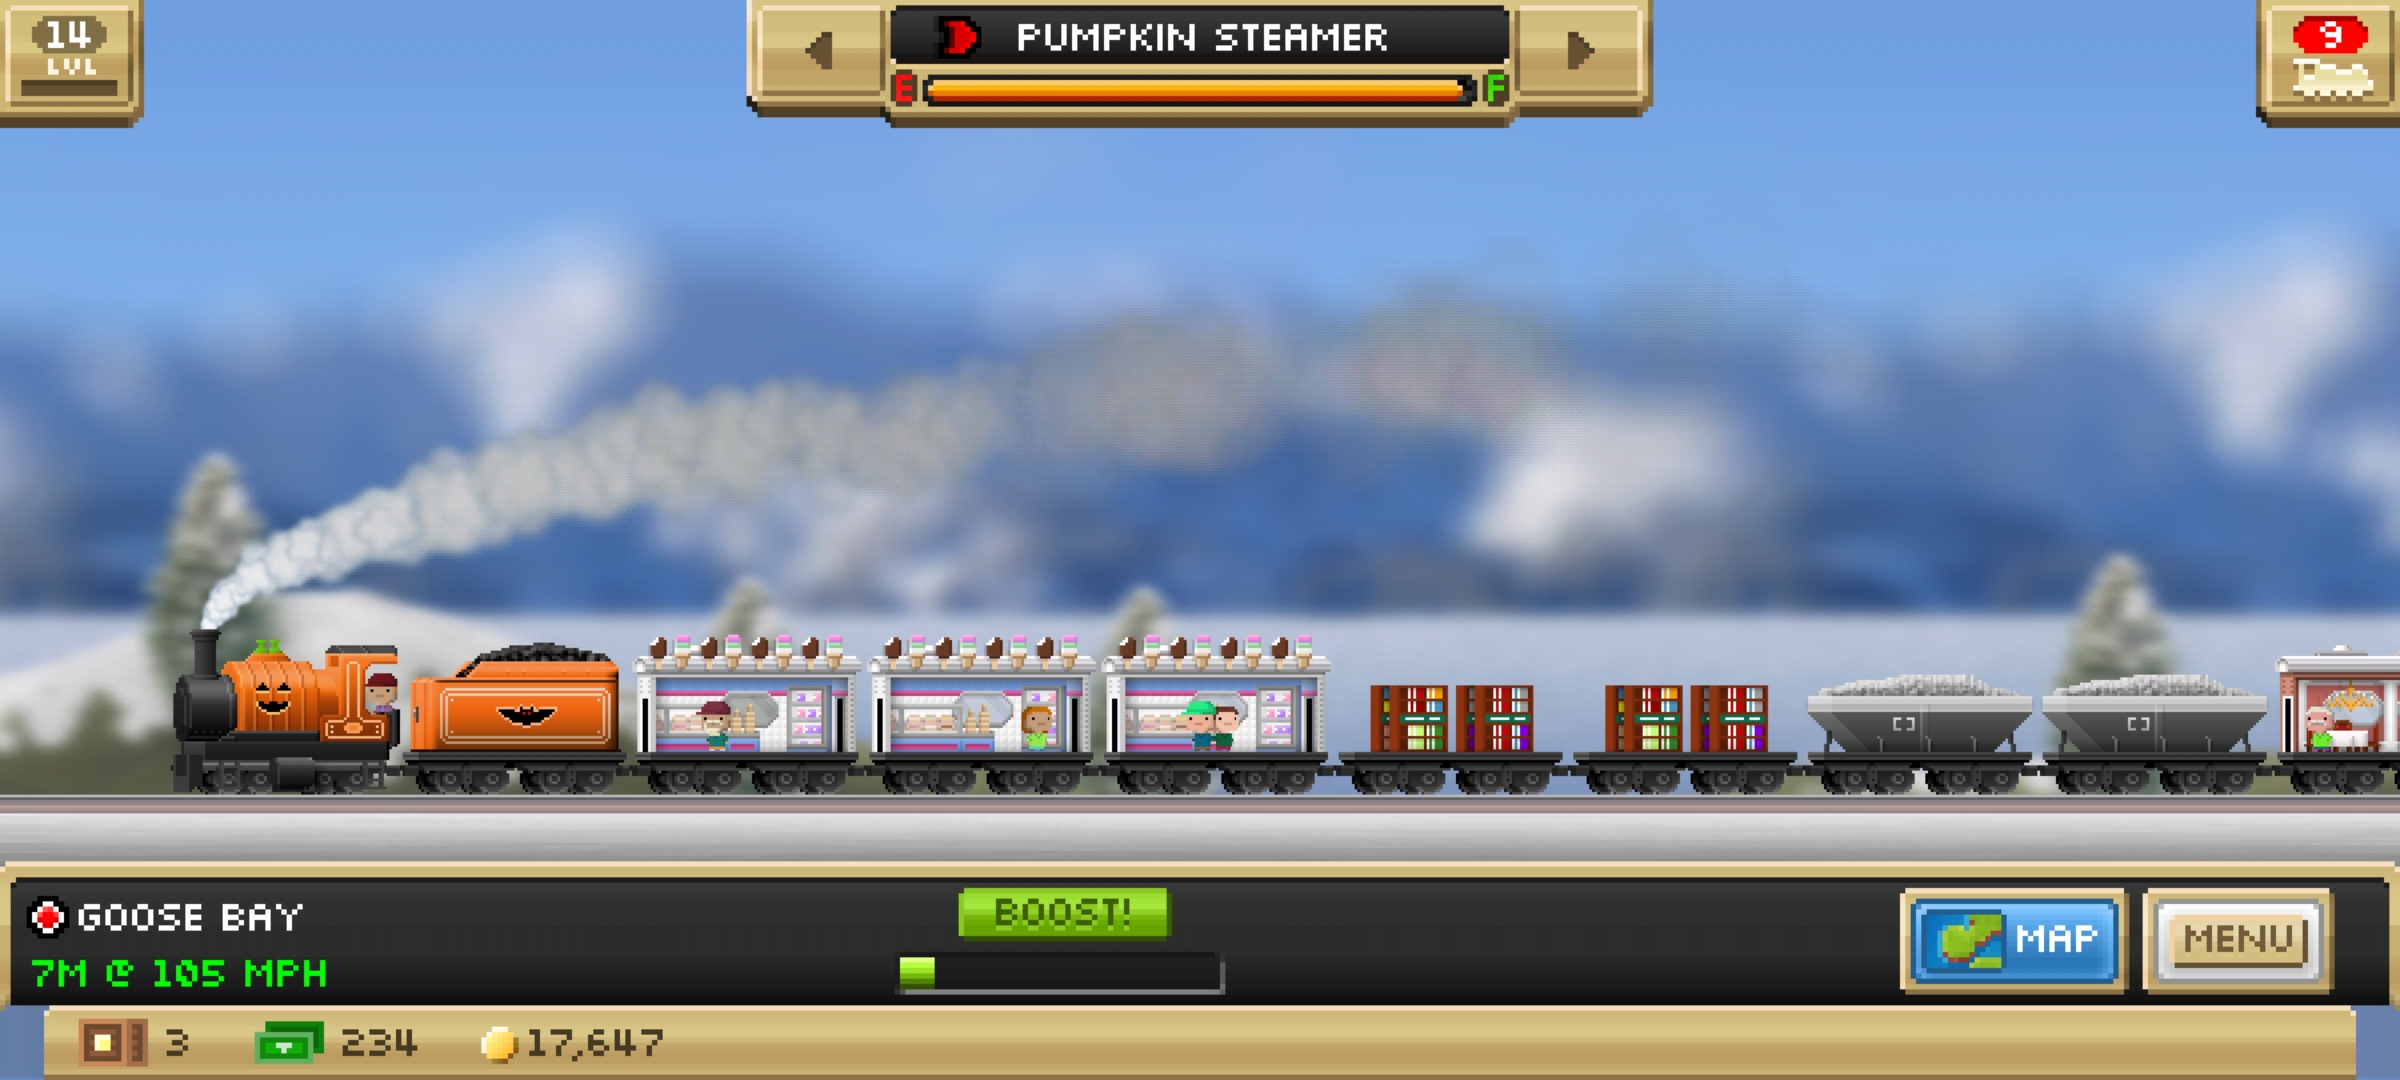 14
LVL
PUMPKIN STEAMER
E F
9
GOOSE BAY
7M @ 105 MPH
BOOST!
MAP
MENU
3
234
17,647